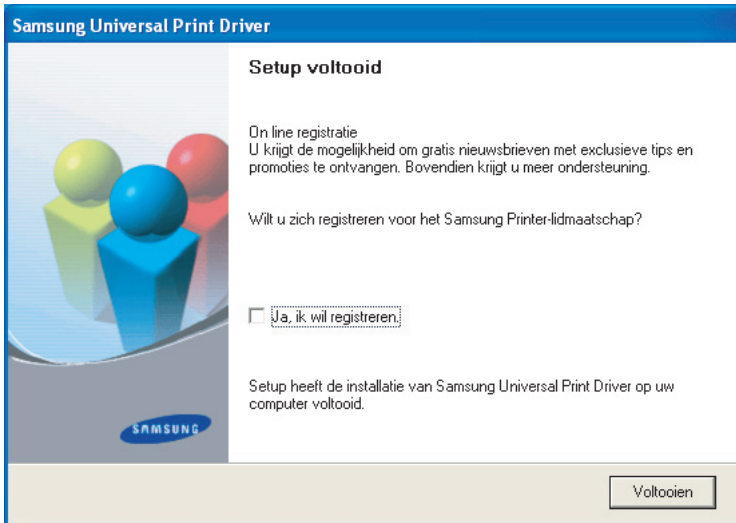 Samsung Universal Print Driver
Setup voltooid
On line registratie
U krijgt de mogelijkheid om gratis nieuwsbrieven met exclusieve tips en
promoties te ontvangen. Bovendien krijgt u meer ondersteuning.
Wilt u zich registreren voor het Samsung Printer-lidmaatschap?
Ja, ik wil registreren.
Setup heeft de installatie van Samsung Universal Print Driver op uw
computer voltooid.
SAMSUNG
Voltooien